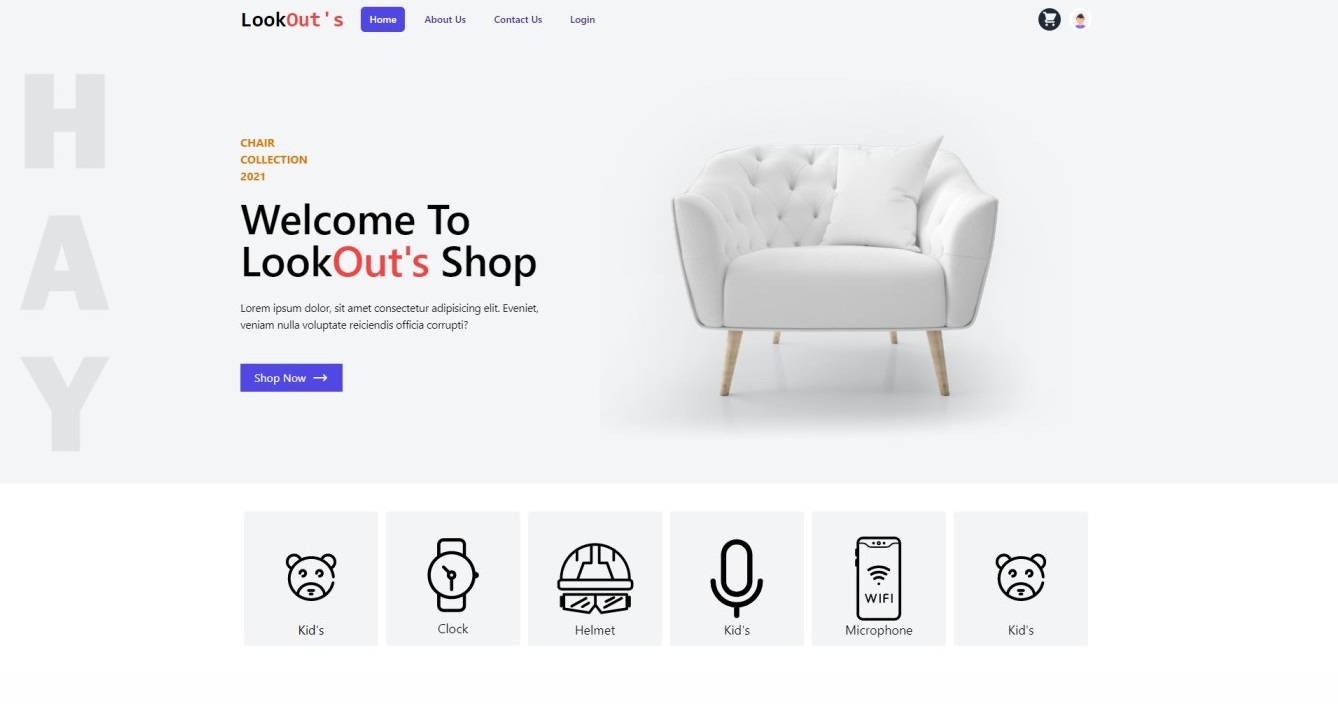 LookOut's
Home
About Us
Contact Us
Login
H
A
Y
CHAIR
COLLECTION
2021
Welcome To
LookOut's Shop
Lorem ipsum dolor, sit amet consectetur adipisicing elit. Eveniet,
veniam nulla voluptate reiciendis officia corrupti?
Shop Now
WIFI
Kid's
Clock
Helmet
Kid's
Microphone
Kid's